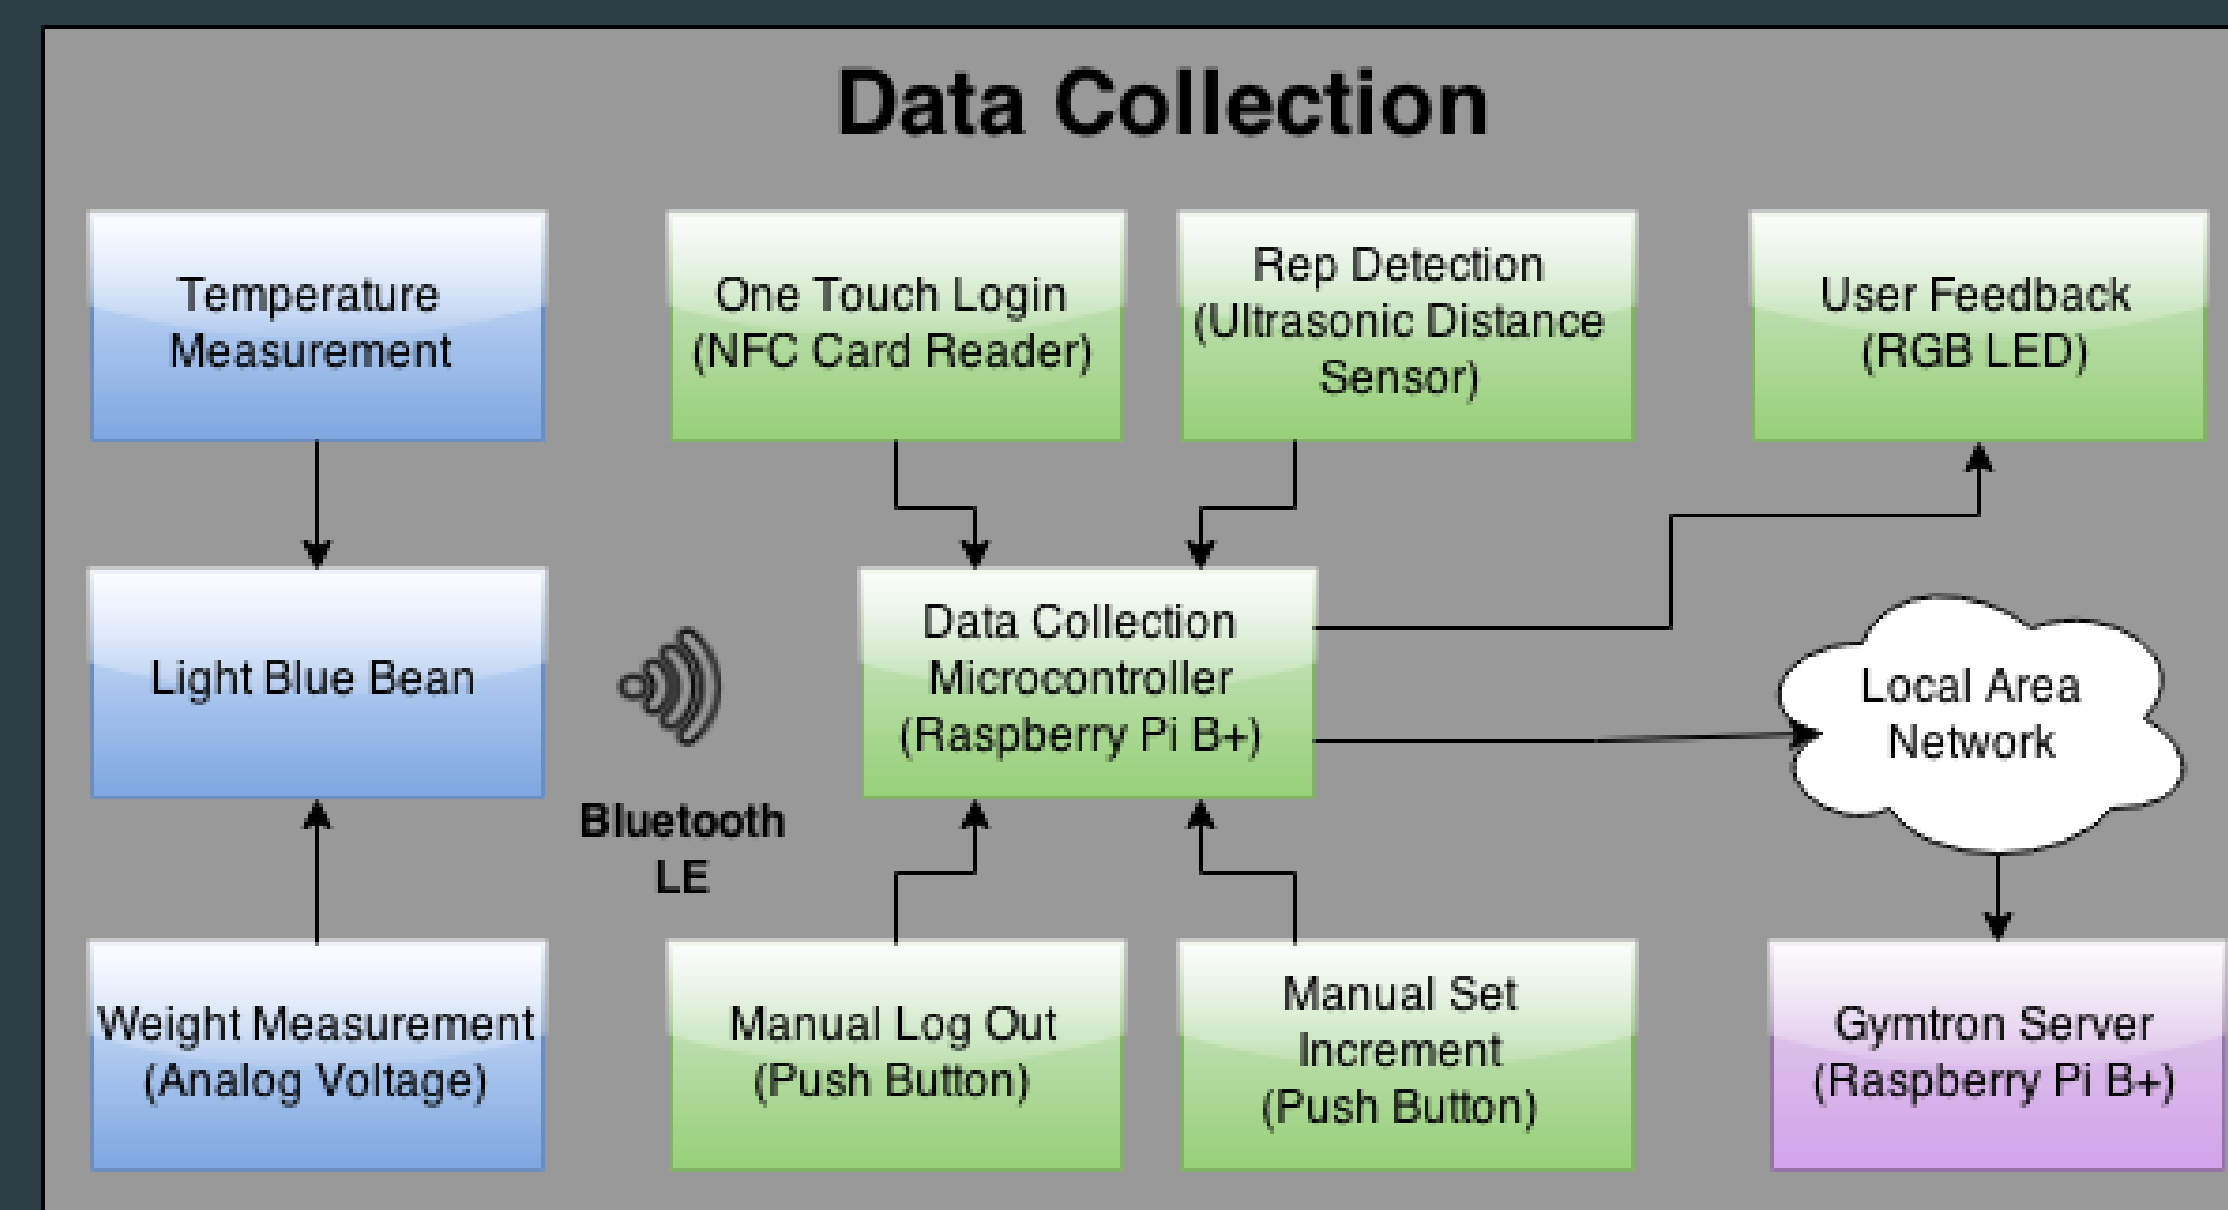 Data Collection
Temperature
Measurement
One Touch Login
(NFC Card Reader)
Rep Detection
(Ultrasonic Distance
Sensor)
User Feedback
(RGB LED)
Light Blue Bean
Bluetooth
LE
Data Collection
Microcontroller
(Raspberry Pi B+)
Local Area
Network
Weight Measurement
(Analog Voltage)
Manual Log Out
(Push Button)
Manual Set
Increment
(Push Button)
Gymtron Server
(Raspberry Pi B+)